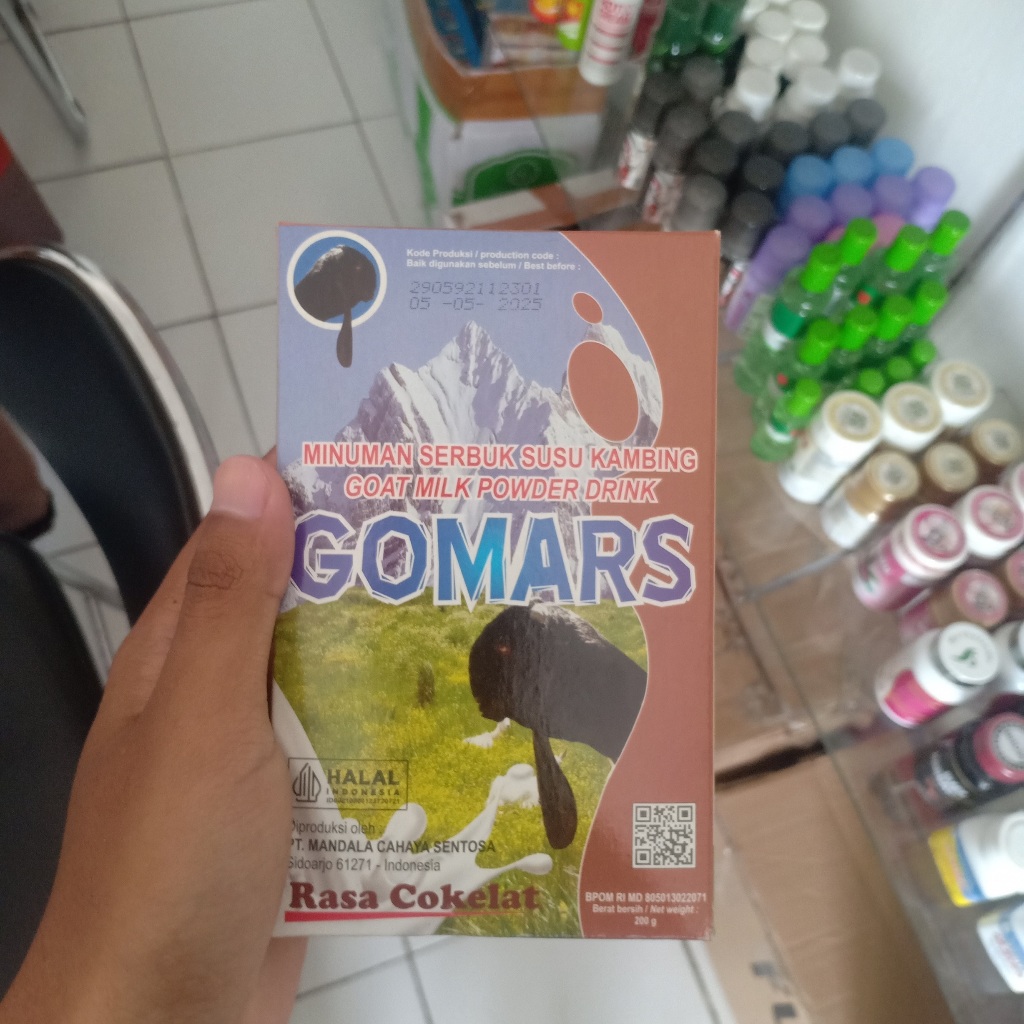 Kode Produksi / production code :
Baik digunakan sebelum / Best before :
290592112301
05 -05- 2025
MINUMAN SERBUK SUSU KAMBING
GOAT MILK POWDER DRINK
GOMARS
HALAL
INDONESIA
Diproduksi oleh :
PT. MANDALA CAHAYA SENTOSA
Sidoarjo 61271 - Indonesia
Rasa Cokelat
BPOM RI MD 805013022071
Berat bersih / Net weight :
200 g